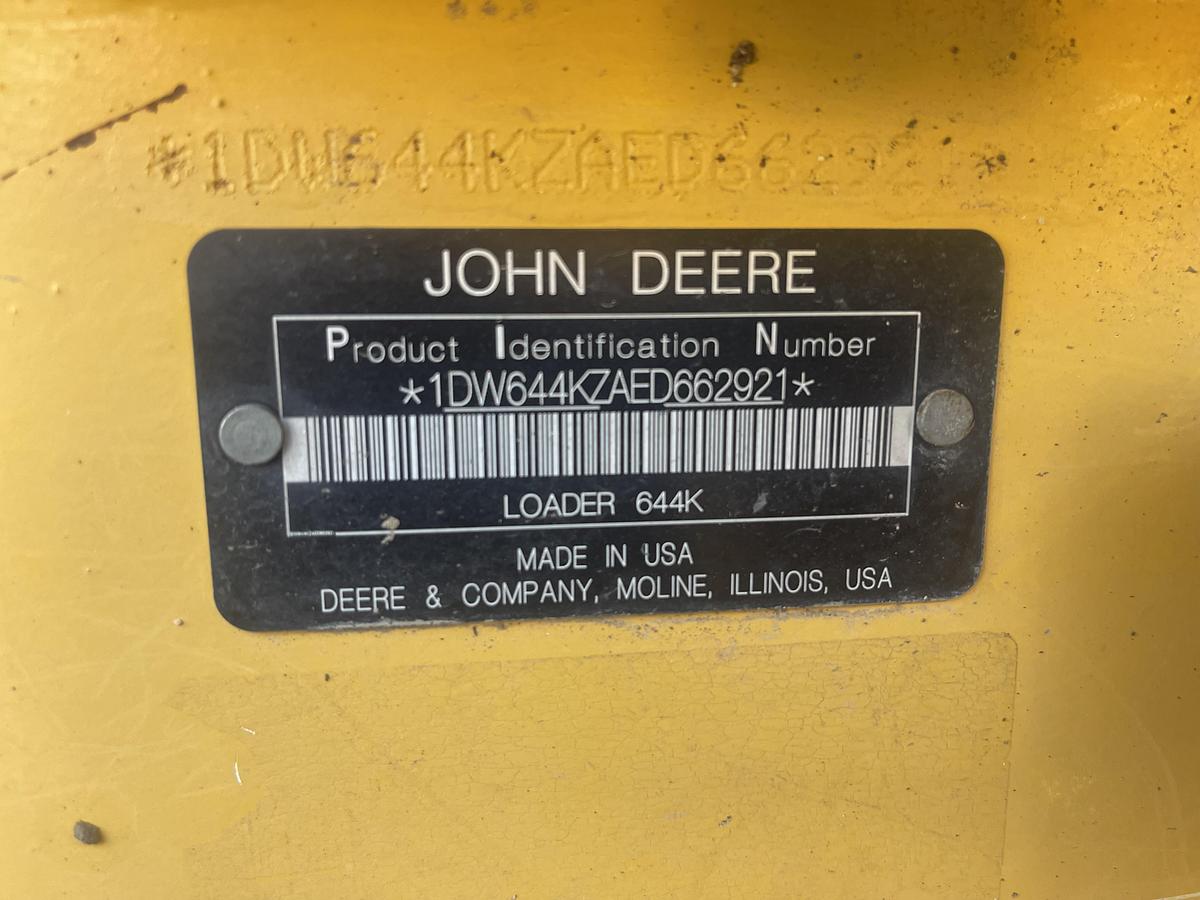 *1DW644KZAED662921*
JOHN DEERE
Product Identification Number
*1DW644KZAED662921*
LOADER 644K
MADE IN USA
DEERE & COMPANY, MOLINE, ILLINOIS, USA